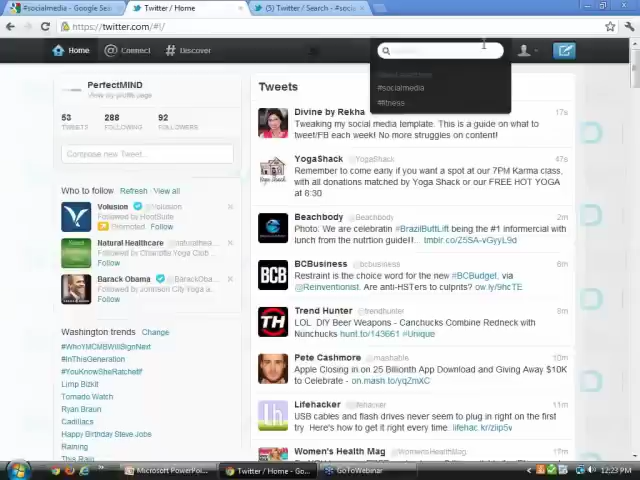 #socialmedia - Google Sea
Twitter / Home
(5) Twitter / Search - #soci
https://twitter.com/#!/
Home
Connect
Discover
#socialmedia
#fitness
PerfectMIND
View my profile page
53
288
92
TWEETS
FOLLOWING
FOLLOWERS
Compose new Tweet...
Who to follow Refresh · View all
Volusion @Volusion
Followed by HootSuite
Promoted · Follow
Natural Healthcare
Followed by Charlotte Yoga Club
Follow
Barack Obama @BarackOba...
Followed by Johnson City Yoga a...
Follow
Washington trends Change
#WhoYMCMBWillSignNext
#InThisGeneration
#YouKnowSheRatchetIf
Limp Bizkit
Tornado Watch
Ryan Braun
Cadillacs
Happy Birthday Steve Jobs
Raining
Tweets
Divine by Rekha
17s
Tweaking my social media template. This is a guide on what to
tweet/FB each week! No more struggles on content!
YogaShack @YogaShack
47s
Remember to come early if you want a spot at our 7PM Karma class,
with all donations matched by Yoga Shack or our FREE HOT YOGA
at 8:30
Beachbody @Beachbody
2m
Photo: We are celebratin #BrazilButtLift being the #1 infomercial with
lunch from the nutrition guide!!...
BCBusiness @bcbusiness
6m
Restraint is the choice word for the new #BCBudget, via
@Reinventionist. Are anti-HSTers to culprits? ow.ly/9hcTE
Trend Hunter @trendhunter
8m
LOL DIY Beer Weapons - Canchucks Combine Redneck with
Nunchucks hunt.to/143661 #Unique
Pete Cashmore @mashable
10m
Apple Closing in on 25 Billionth App Download and Giving Away $10K
to Celebrate - on.mash.to/yqZmXC
Lifehacker @lifehacker
11m
USB cables and flash drives never seem to plug in right on the first
try. Here's how to get it right every time.
Women's Health Mag @WomensHealthMag
Microsoft PowerPo...
Twitter / Home - Go...
GoToWebinar
12:23 PM